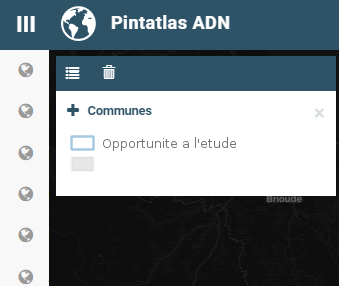 Pintatlas ADN
Communes
Opportunite a l'etude
Brioude